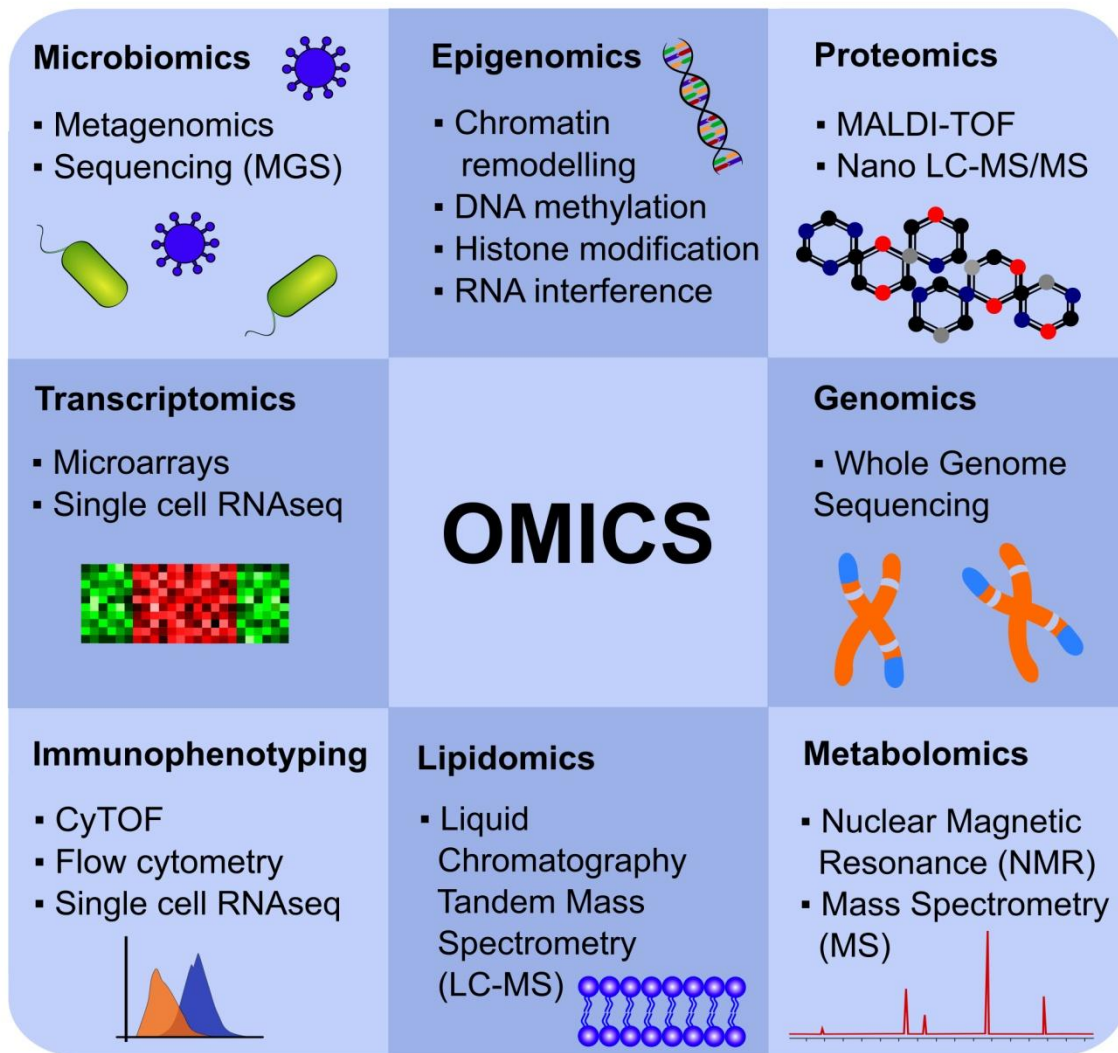 Microbiomics
▪ Metagenomics
▪ Sequencing (MGS)
Epigenomics
▪ Chromatin
remodelling
▪ DNA methylation
▪ Histone modification
▪ RNA interference
Proteomics
▪ MALDI-TOF
▪ Nano LC-MS/MS
Transcriptomics
▪ Microarrays
▪ Single cell RNAseq
OMICS
Genomics
▪ Whole Genome
Sequencing
Immunophenotyping
▪ CyTOF
▪ Flow cytometry
▪ Single cell RNAseq
Lipidomics
▪ Liquid
Chromatography
Tandem Mass
Spectrometry
(LC-MS)
Metabolomics
▪ Nuclear Magnetic
Resonance (NMR)
▪ Mass Spectrometry
(MS)